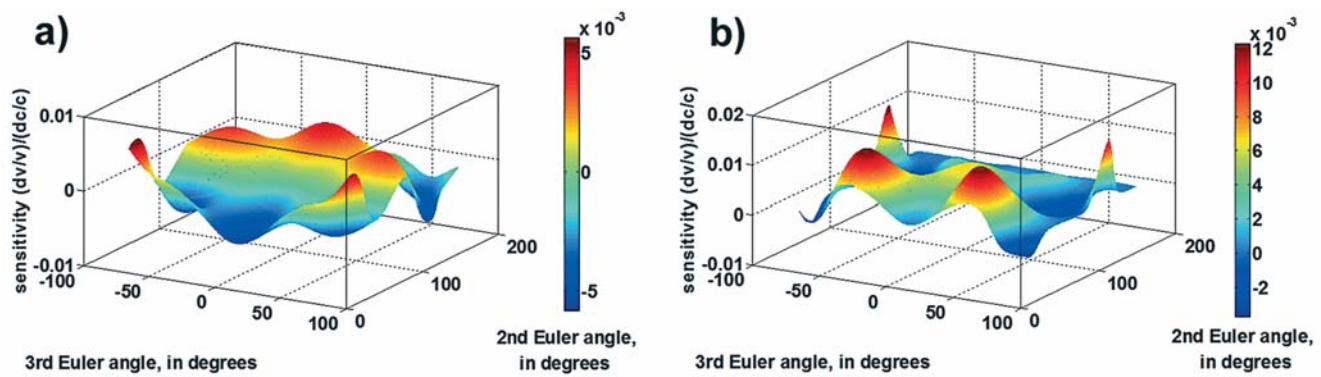 a)
x 10⁻³
5
0
-5
0.01
0
-0.01
-100
-50
0
50
100
0
100
200
sensitivity (dv/v)/(dc/c)
3rd Euler angle, in degrees
2nd Euler angle,
in degrees
b)
x 10⁻³
12
10
8
6
4
2
0
-2
0.02
0.01
0
-0.01
-100
-50
0
50
100
0
100
200
sensitivity (dv/v)/(dc/c)
3rd Euler angle, in degrees
2nd Euler angle,
in degrees